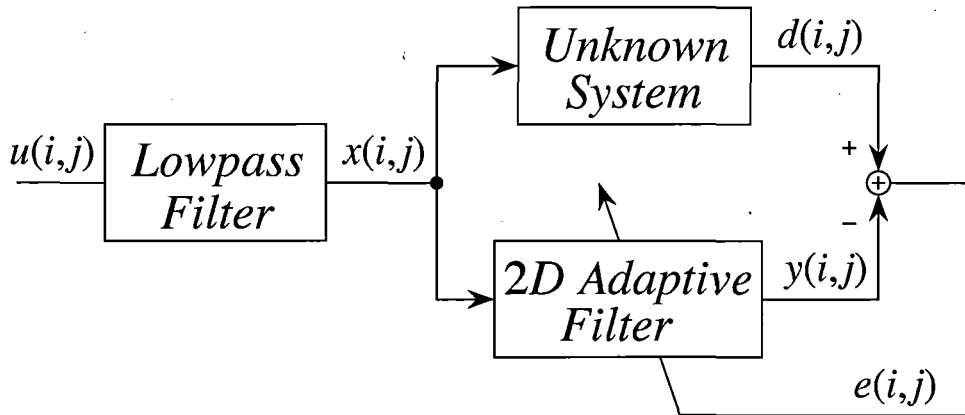 Unknown
System
d(i,j)
u(i,j)
Lowpass
Filter
x(i,j)
+
+
−
2D Adaptive
Filter
y(i,j)
e(i,j)